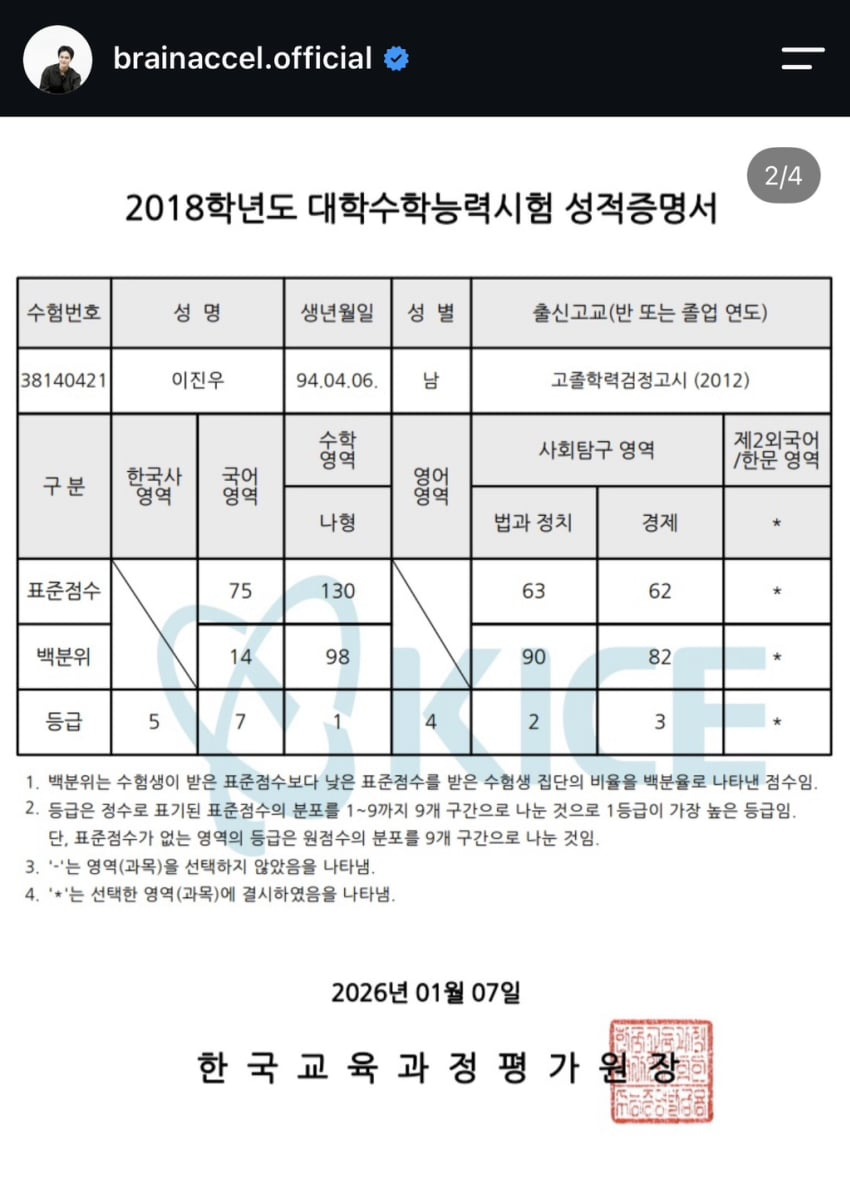 brainaccel.official
2/4
2018학년도 대학수학능력시험 성적증명서
수험번호 성 명 생년월일 성 별 출신고교(반 또는 졸업 연도)
38140421 이진우 94.04.06. 남 고졸학력검정고시 (2012)
구 분 한국사 영역 국어 영역 수학 영역 영어 영역 사회탐구 영역 제2외국어 /한문 영역
나형 법과 정치 경제 *
표준점수 75 130 63 62 *
백분위 14 98 90 82 *
등급 5 7 1 4 2 3 *
KICE
1. 백분위는 수험생이 받은 표준점수보다 낮은 표준점수를 받은 수험생 집단의 비율을 백분율로 나타낸 점수임.
2. 등급은 정수로 표기된 표준점수의 분포를 1~9까지 9개 구간으로 나눈 것으로 1등급이 가장 높은 등급임.
단, 표준점수가 없는 영역의 등급은 원점수의 분포를 9개 구간으로 나눈 것임.
3. '-'는 영역(과목)을 선택하지 않았음을 나타냄.
4. '*'는 선택한 영역(과목)에 결시하였음을 나타냄.
2026년 01월 07일
한 국 교 육 과 정 평 가 원 장